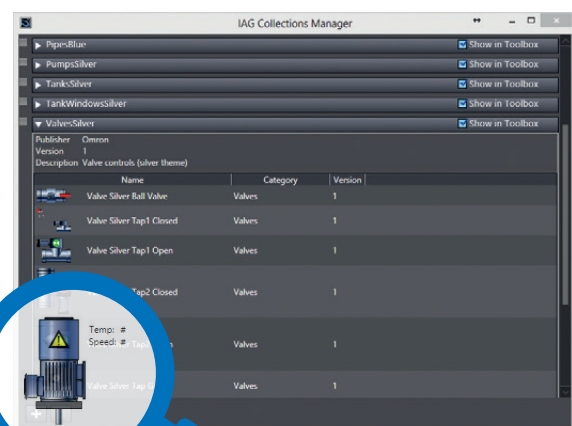 IAG Collections Manager
PipesBlue Show in Toolbox
PumpsSilver Show in Toolbox
TanksSilver Show in Toolbox
TankWindowsSilver Show in Toolbox
ValvesSilver Show in Toolbox
Publisher Omron
Version 1
Description Valve controls (silver theme)
Name Category Version
Valve Silver Ball Valve Valves 1
Valve Silver Tap1 Closed Valves 1
Valve Silver Tap1 Open Valves 1
Tap2 Closed Valves 1
Temp: #
Speed: #
Valves 1
Valve Silver Tap Valves 1